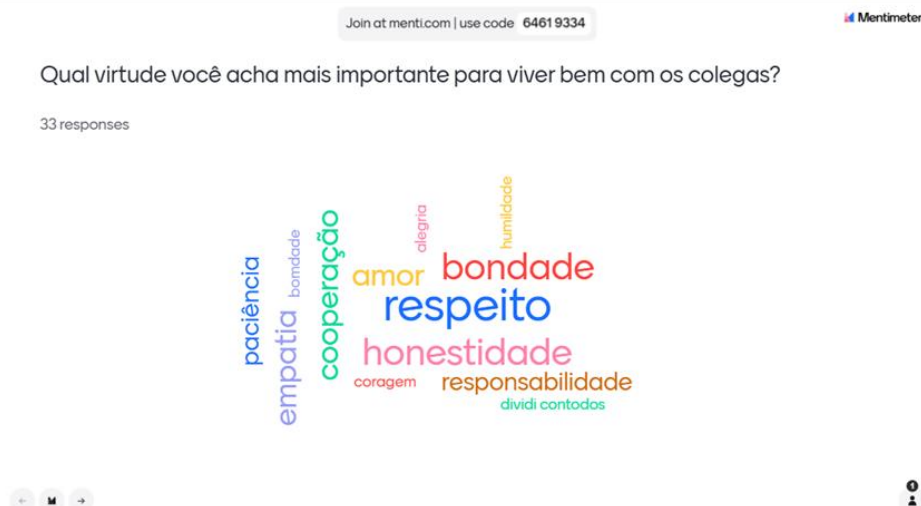 Join at menti.com | use code 6461 9334
Mentimeter
Qual virtude você acha mais importante para viver bem com os colegas?
33 responses
humildade
alegria
cooperação
bomdade
bondade
paciência
amor
respeito
empatia
honestidade
coragem
responsabilidade
dividi contodos
1